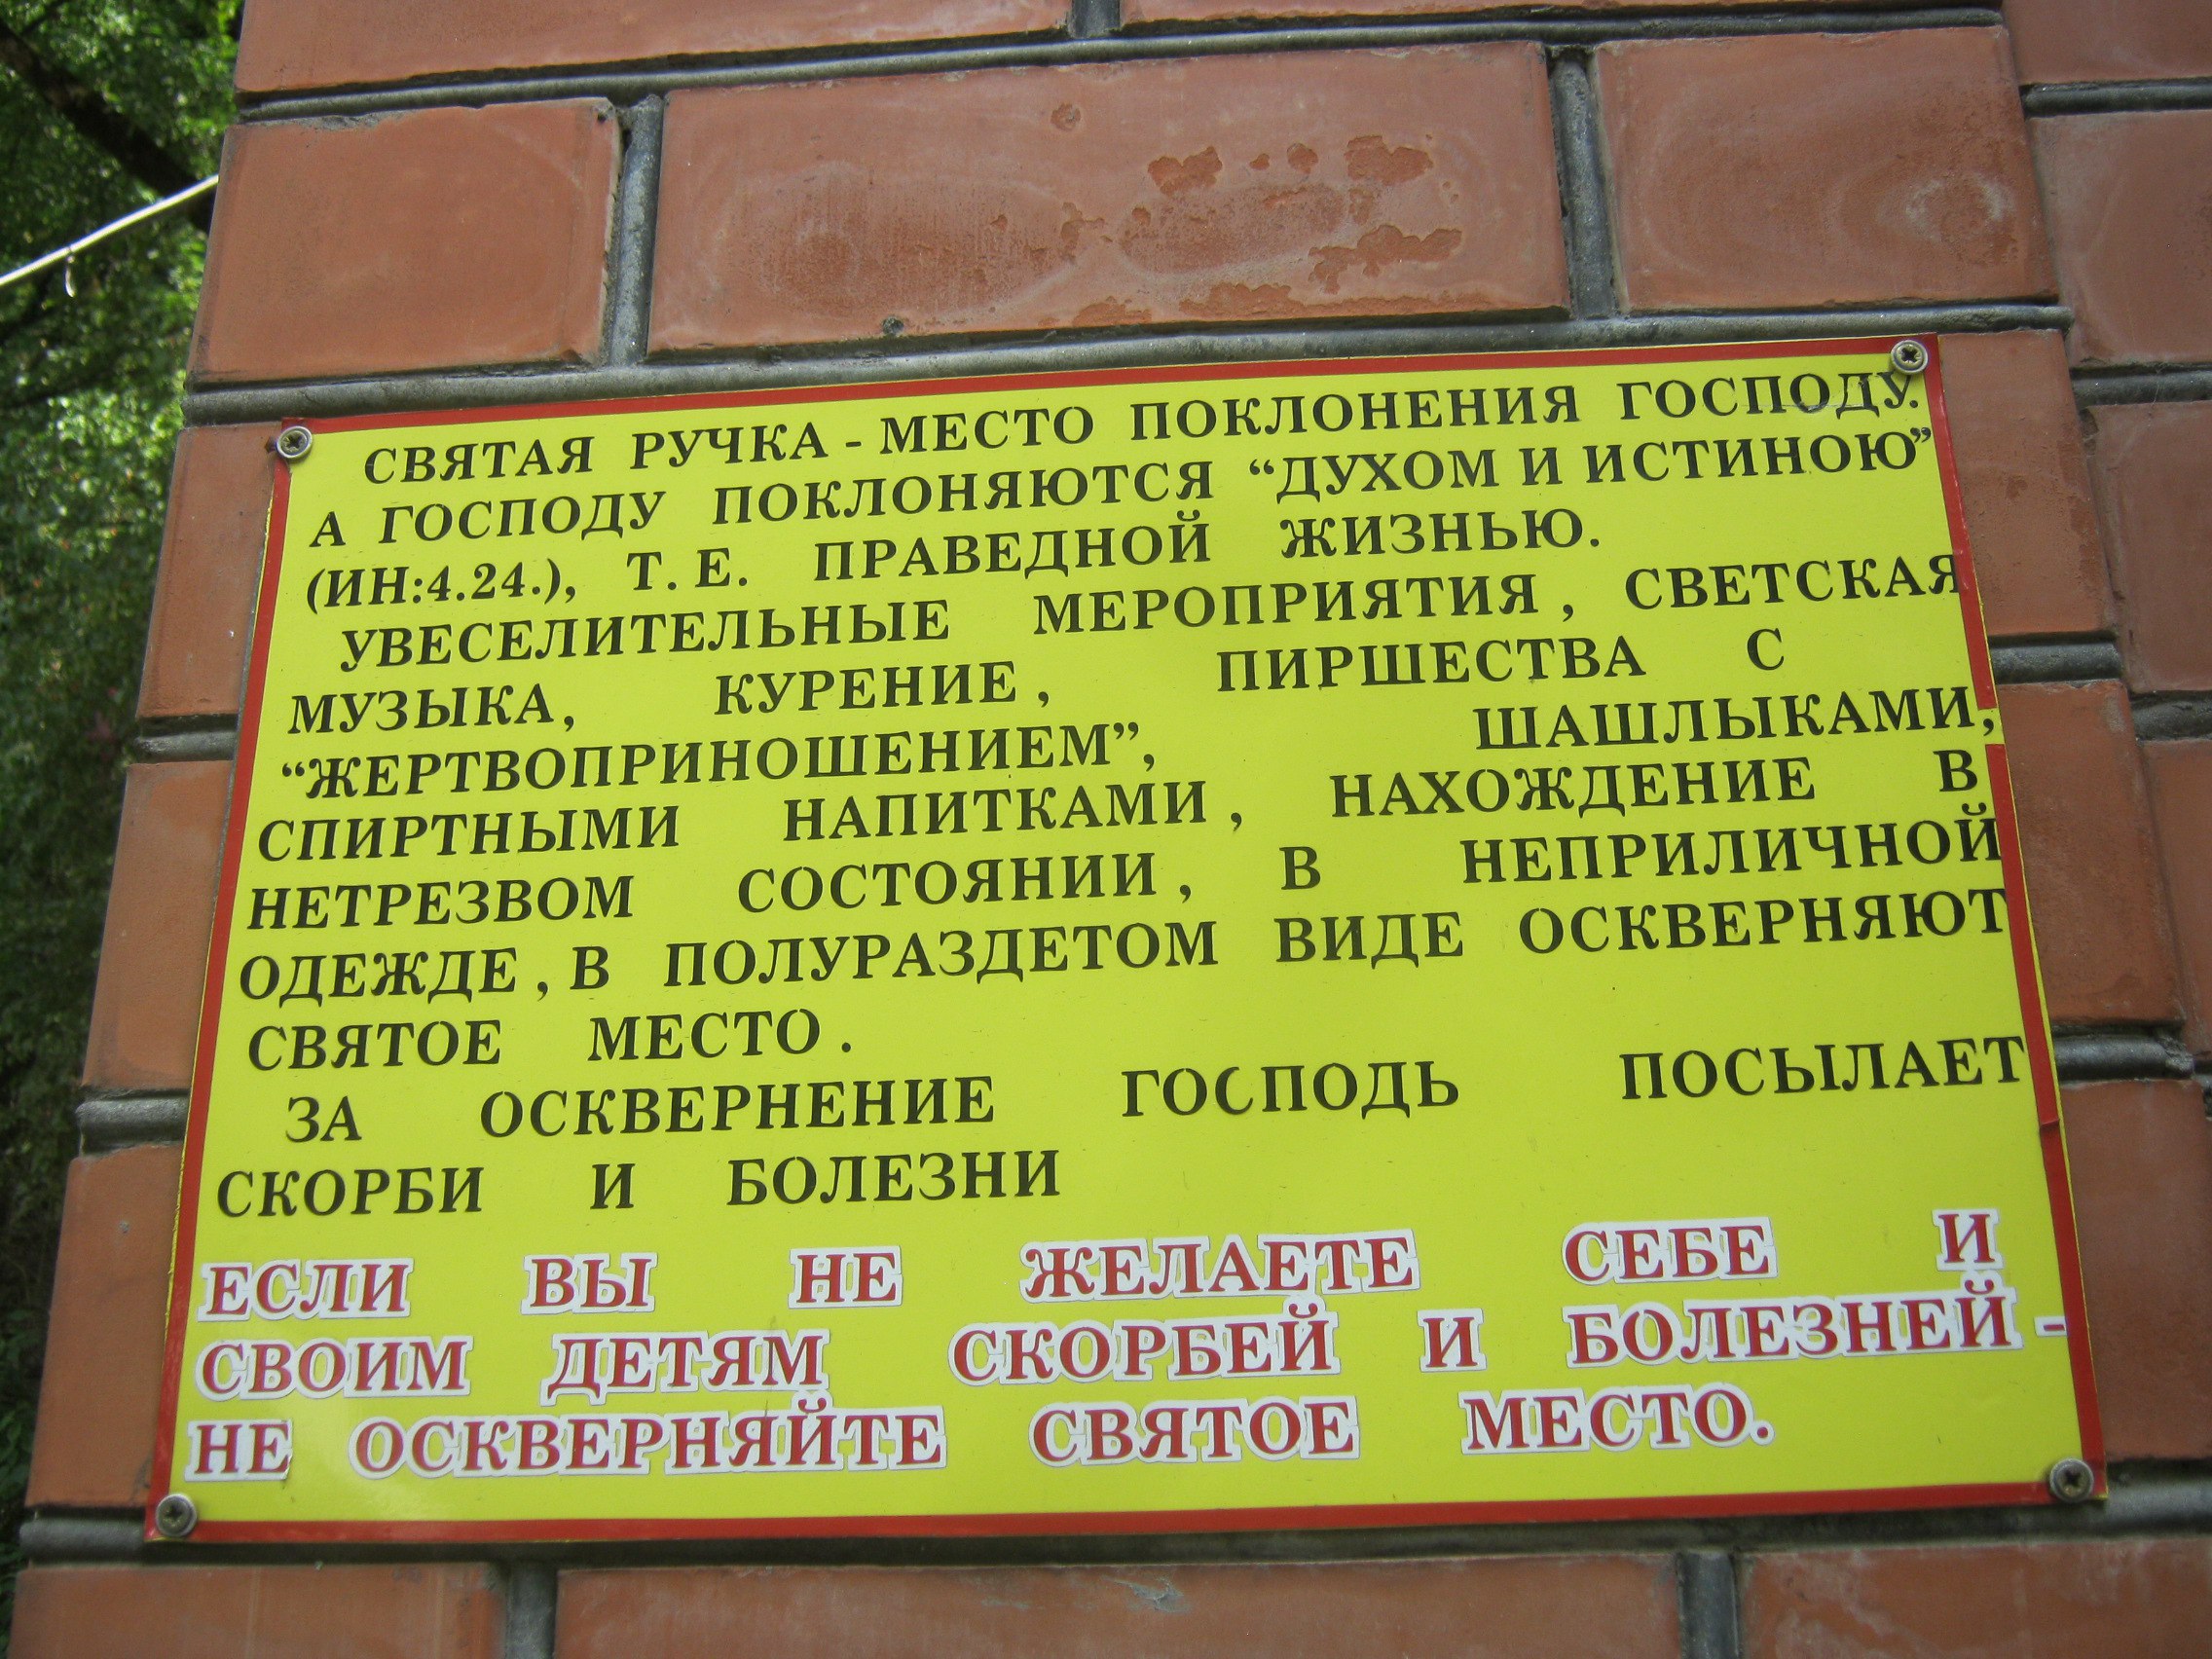 СВЯТАЯ РУЧКА - МЕСТО ПОКЛОНЕНИЯ ГОСПОДУ.
А ГОСПОДУ ПОКЛОНЯЮТСЯ “ДУХОМ И ИСТИНОЮ”
(ИН:4.24.), Т. Е. ПРАВЕДНОЙ ЖИЗНЬЮ.
УВЕСЕЛИТЕЛЬНЫЕ МЕРОПРИЯТИЯ, СВЕТСКАЯ
МУЗЫКА, КУРЕНИЕ, ПИРШЕСТВА С
“ЖЕРТВОПРИНОШЕНИЕМ”, ШАШЛЫКАМИ,
СПИРТНЫМИ НАПИТКАМИ, НАХОЖДЕНИЕ В
НЕТРЕЗВОМ СОСТОЯНИИ, В НЕПРИЛИЧНОЙ
ОДЕЖДЕ, В ПОЛУРАЗДЕТОМ ВИДЕ ОСКВЕРНЯЮТ
СВЯТОЕ МЕСТО.
ЗА ОСКВЕРНЕНИЕ ГОСПОДЬ ПОСЫЛАЕТ
СКОРБИ И БОЛЕЗНИ
ЕСЛИ ВЫ НЕ ЖЕЛАЕТЕ СЕБЕ И
СВОИМ ДЕТЯМ СКОРБЕЙ И БОЛЕЗНЕЙ -
НЕ ОСКВЕРНЯЙТЕ СВЯТОЕ МЕСТО.